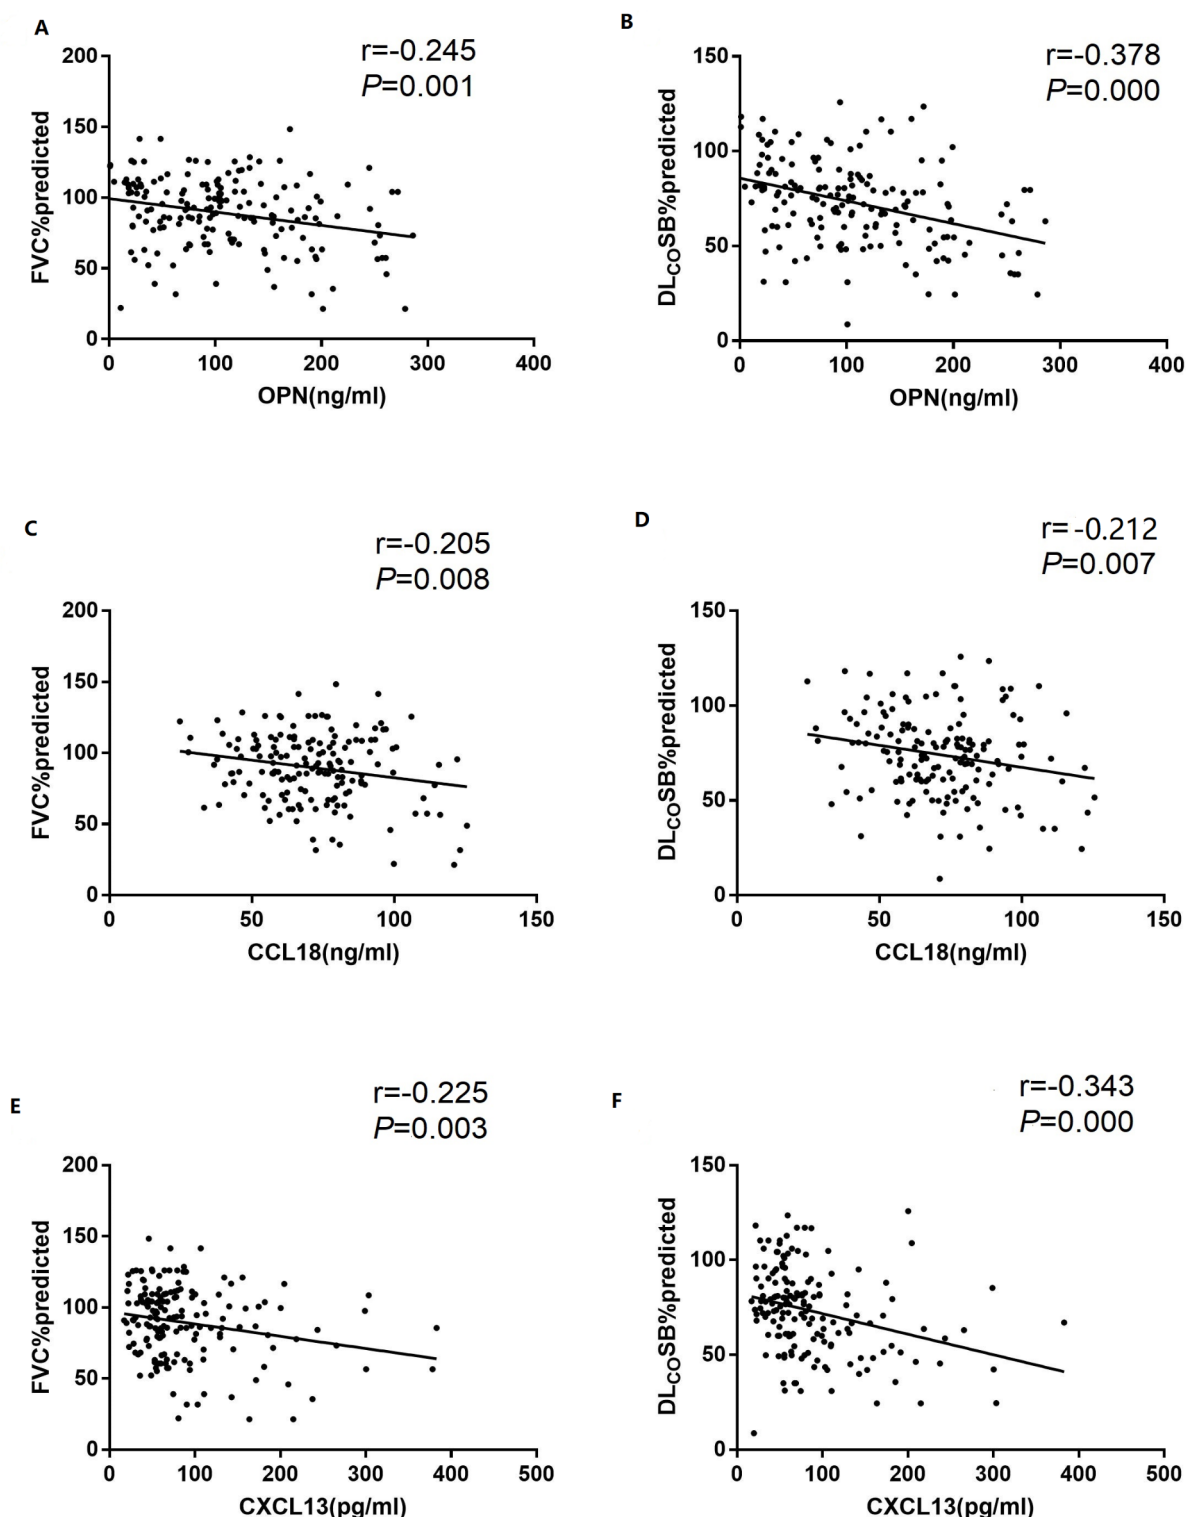 A
r=-0.245
P=0.001
200
150
100
50
0
FVC%predicted
0 100 200 300 400
OPN(ng/ml)
B
r=-0.378
P=0.000
150
100
50
0
DLCOSB%predicted
0 100 200 300 400
OPN(ng/ml)
C
r=-0.205
P=0.008
200
150
100
50
0
FVC%predicted
0 50 100 150
CCL18(ng/ml)
D
r=-0.212
P=0.007
150
100
50
0
DLCOSB%predicted
0 50 100 150
CCL18(ng/ml)
E
r=-0.225
P=0.003
200
150
100
50
0
FVC%predicted
0 100 200 300 400 500
CXCL13(pg/ml)
F
r=-0.343
P=0.000
150
100
50
0
DLCOSB%predicted
0 100 200 300 400 500
CXCL13(pg/ml)